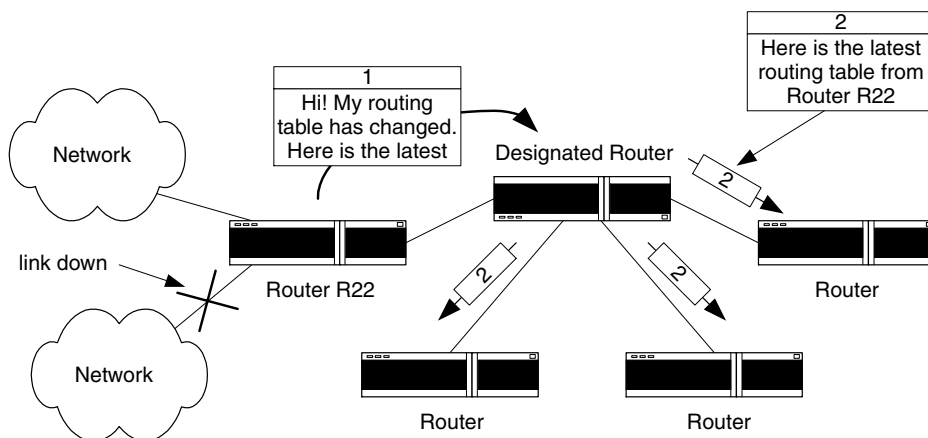 1
Hi! My routing
table has changed.
Here is the latest
2
Here is the latest
routing table from
Router R22
Network
Designated Router
2
link down
Router R22
2
2
Router
Network
Router
Router